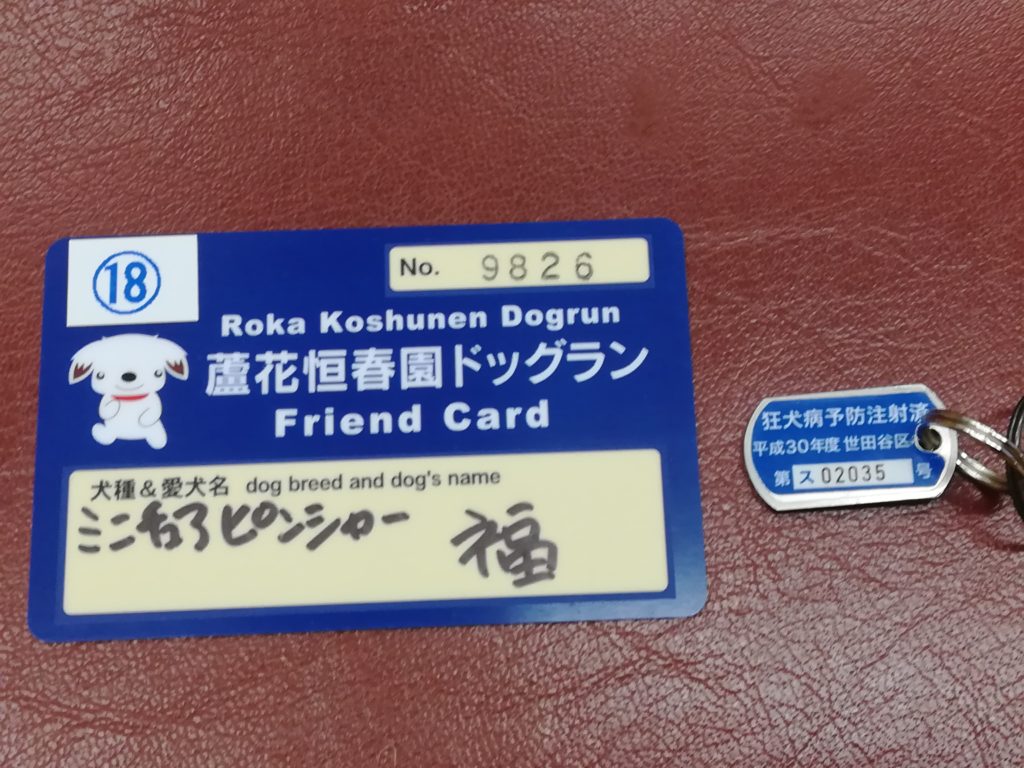 ⑱
No. 9826
Roka Koshunen Dogrun
蘆花恒春園ドッグラン
Friend Card
犬種&愛犬名 dog breed and dog's name
ミニチュアピンシャー 福
狂犬病予防注射済
平成30年度 世田谷区
第 ス 02035 号